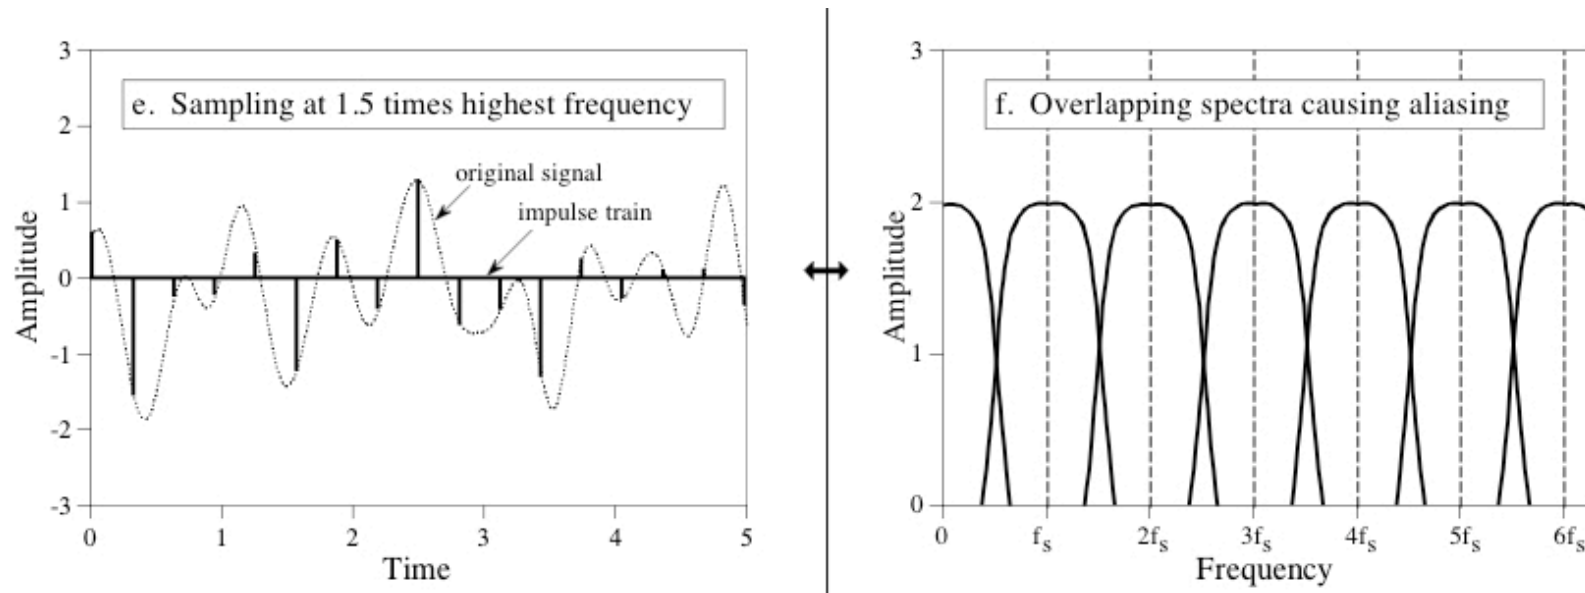 e. Sampling at 1.5 times highest frequency
3
2
1
0
-1
-2
-3
Amplitude
original signal
impulse train
0 1 2 3 4 5
Time
f. Overlapping spectra causing aliasing
3
2
1
0
Amplitude
0 fs 2fs 3fs 4fs 5fs 6fs
Frequency